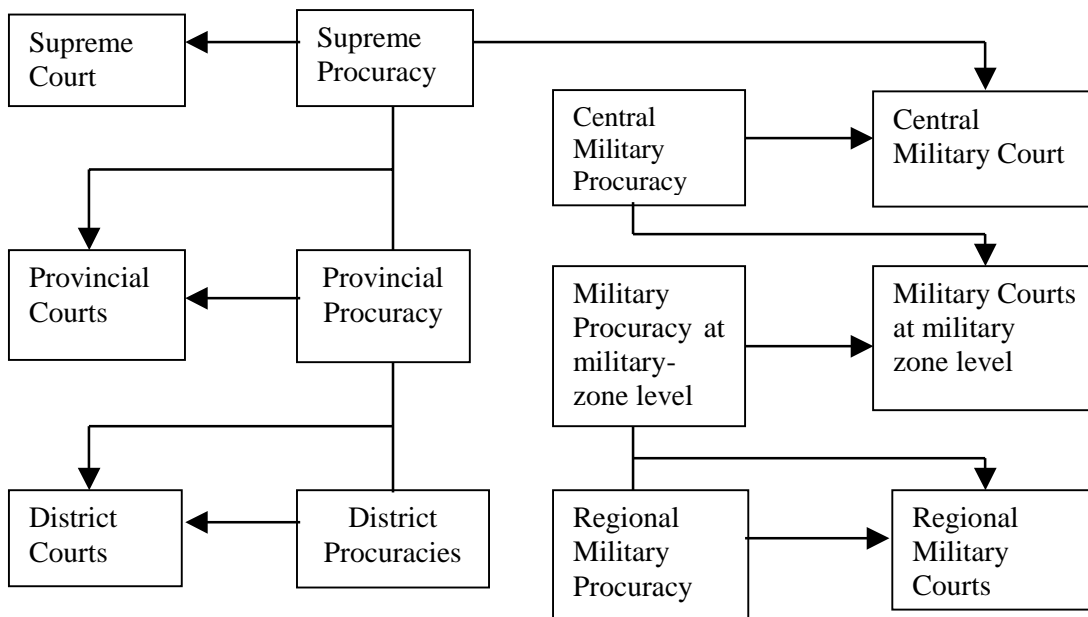 Supreme
Court
Supreme
Procuracy
Central
Military
Procuracy
Central
Military Court
Provincial
Courts
Provincial
Procuracy
Military
Procuracy at
military-
zone level
Military Courts
at military
zone level
District
Courts
District
Procuracies
Regional
Military
Procuracy
Regional
Military
Courts